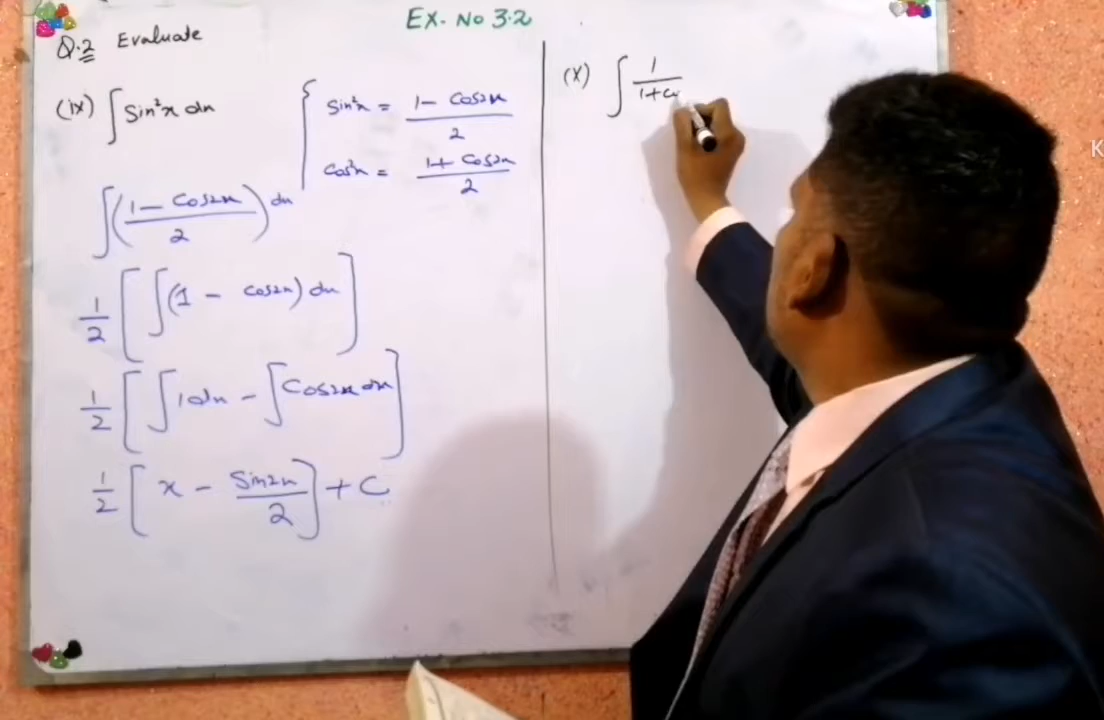 EX. No 3.2
Q.2 Evaluate
(ix) ∫ Sin²x dx
Sin²x = (1 - Cos2x)/2
Cos²x = (1 + Cos2x)/2
∫ ((1 - Cos2x)/2) dx
1/2 [ ∫ (1 - cos2x) dx ]
1/2 [ ∫ 1dx - ∫ Cos2x dx ]
1/2 [ x - Sin2x/2 ] + C
(X) ∫ 1/(1+Co
K